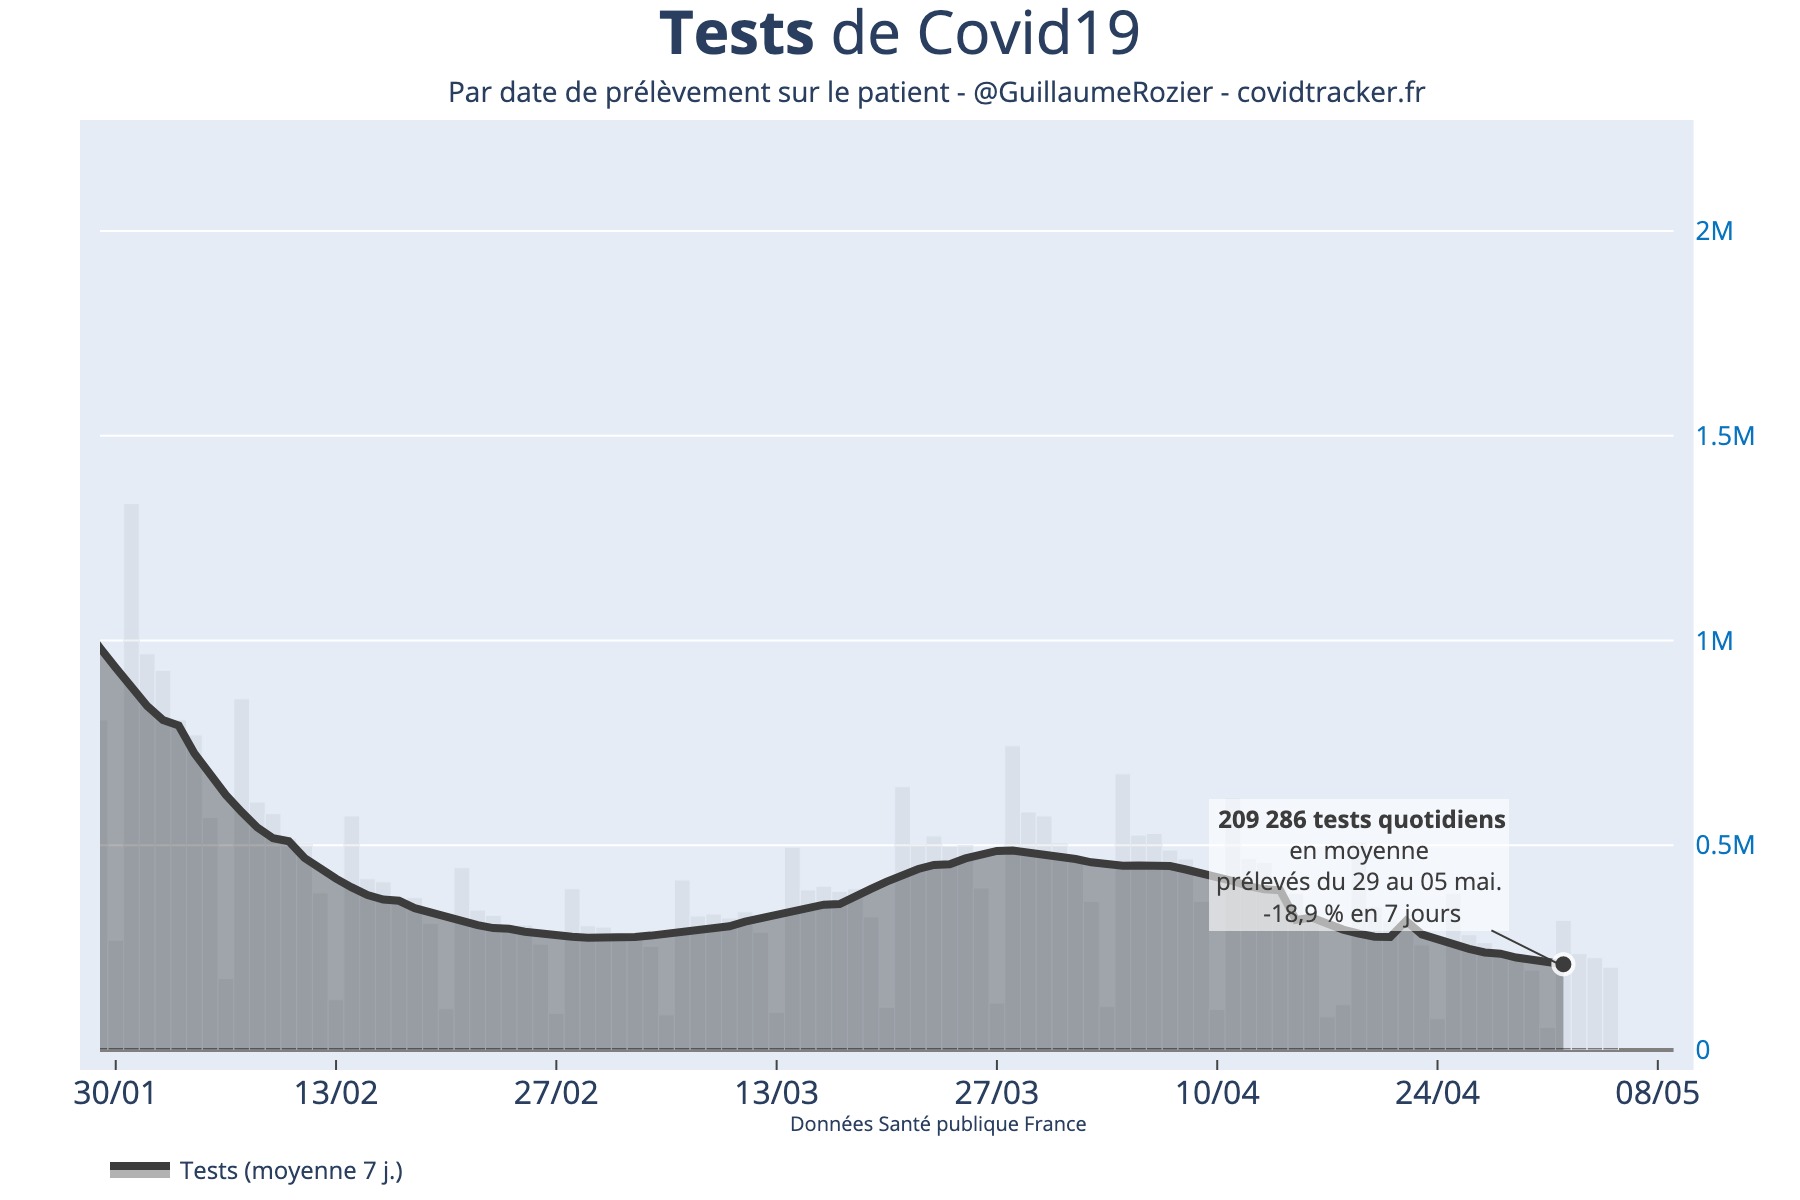 Tests de Covid19
Par date de prélèvement sur le patient - @GuillaumeRozier - covidtracker.fr
2M
1.5M
1M
0.5M
0
209 286 tests quotidiens
en moyenne
prélevés du 29 au 05 mai.
-18,9 % en 7 jours
30/01 13/02 27/02 13/03 27/03 10/04 24/04 08/05
Données Santé publique France
Tests (moyenne 7 j.)